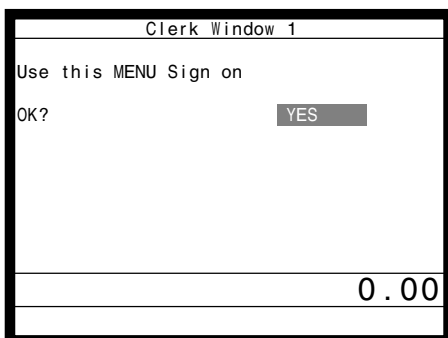 Clerk Window 1
Use this MENU Sign on
OK? YES
0.00